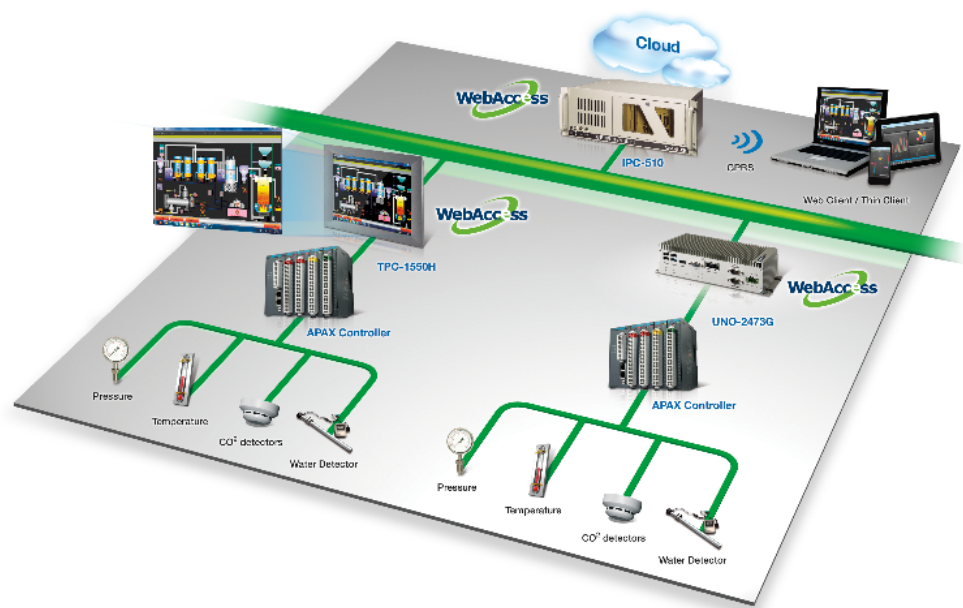 Cloud
WebAccess
IPC-510
GPRS
Web Client / Thin Client
WebAccess
TPC-1550H
WebAccess
UNO-2473G
APAX Controller
APAX Controller
Pressure
Temperature
CO² detectors
Water Detector
Pressure
Temperature
CO² detectors
Water Detector